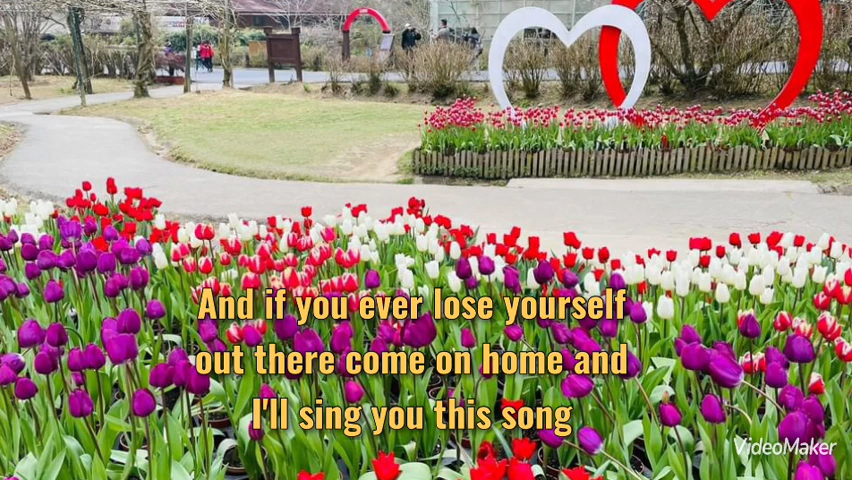 And if you ever lose yourself
out there come on home and
I'll sing you this song
VideoMaker